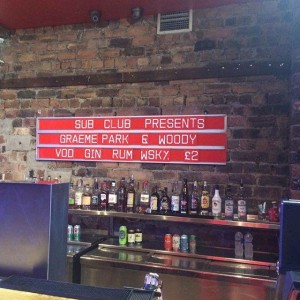 SUB CLUB PRESENTS
GRAEME PARK & WOODY
VOD GIN RUM WSKY £2